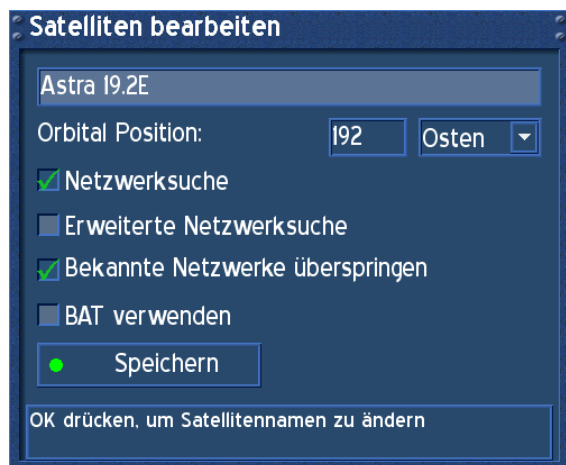 Satelliten bearbeiten
Astra 19.2E
Orbital Position: 192 Osten
Netzwerksuche
Erweiterte Netzwerksuche
Bekannte Netzwerke überspringen
BAT verwenden
Speichern
OK drücken, um Satellitennamen zu ändern